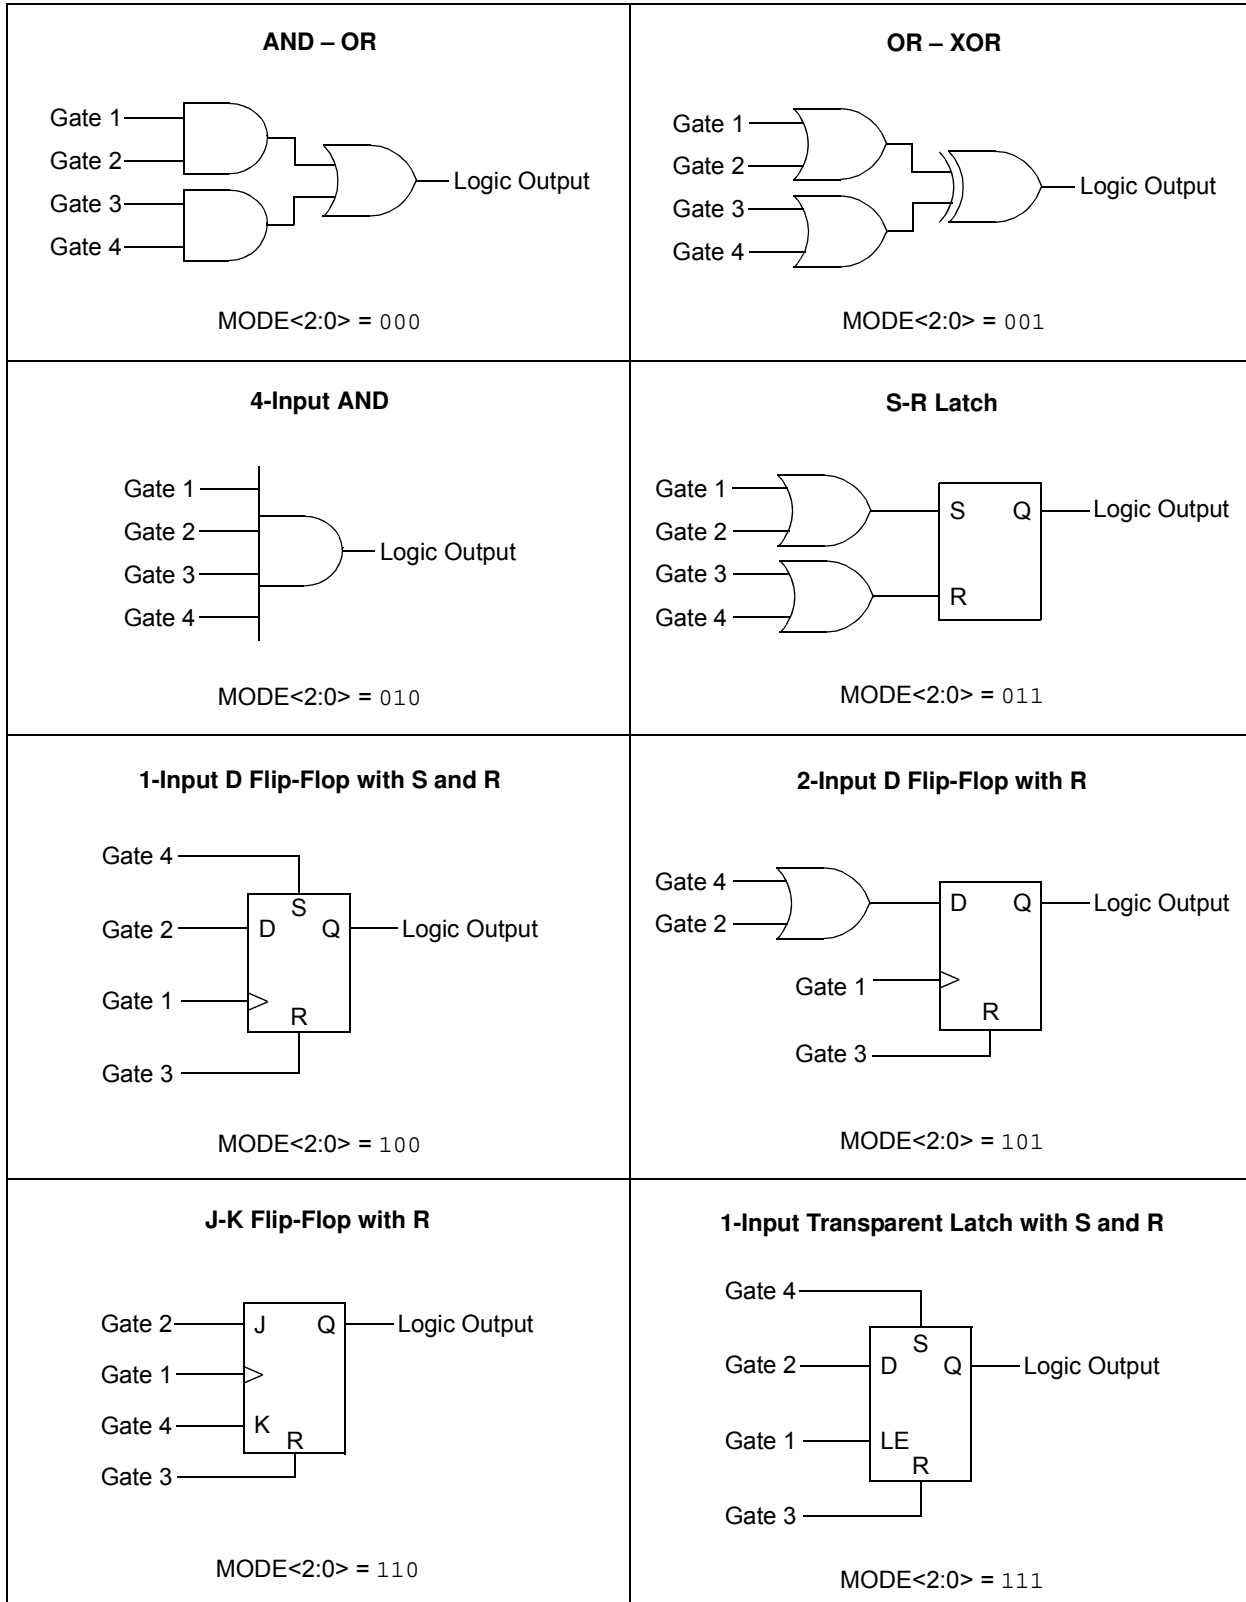 AND – OR
Gate 1
Gate 2
Gate 3
Gate 4
Logic Output
MODE<2:0> = 000
OR – XOR
Gate 1
Gate 2
Gate 3
Gate 4
Logic Output
MODE<2:0> = 001
4-Input AND
Gate 1
Gate 2
Gate 3
Gate 4
Logic Output
MODE<2:0> = 010
S-R Latch
Gate 1
Gate 2
Gate 3
Gate 4
S Q
R
Logic Output
MODE<2:0> = 011
1-Input D Flip-Flop with S and R
Gate 4
S
Gate 2
D Q
Logic Output
Gate 1
R
Gate 3
MODE<2:0> = 100
2-Input D Flip-Flop with R
Gate 4
Gate 2
D Q
Logic Output
Gate 1
R
Gate 3
MODE<2:0> = 101
J-K Flip-Flop with R
Gate 2
J Q
Logic Output
Gate 1
Gate 4
K
R
Gate 3
MODE<2:0> = 110
1-Input Transparent Latch with S and R
Gate 4
S
Gate 2
D Q
Logic Output
Gate 1
LE
R
Gate 3
MODE<2:0> = 111